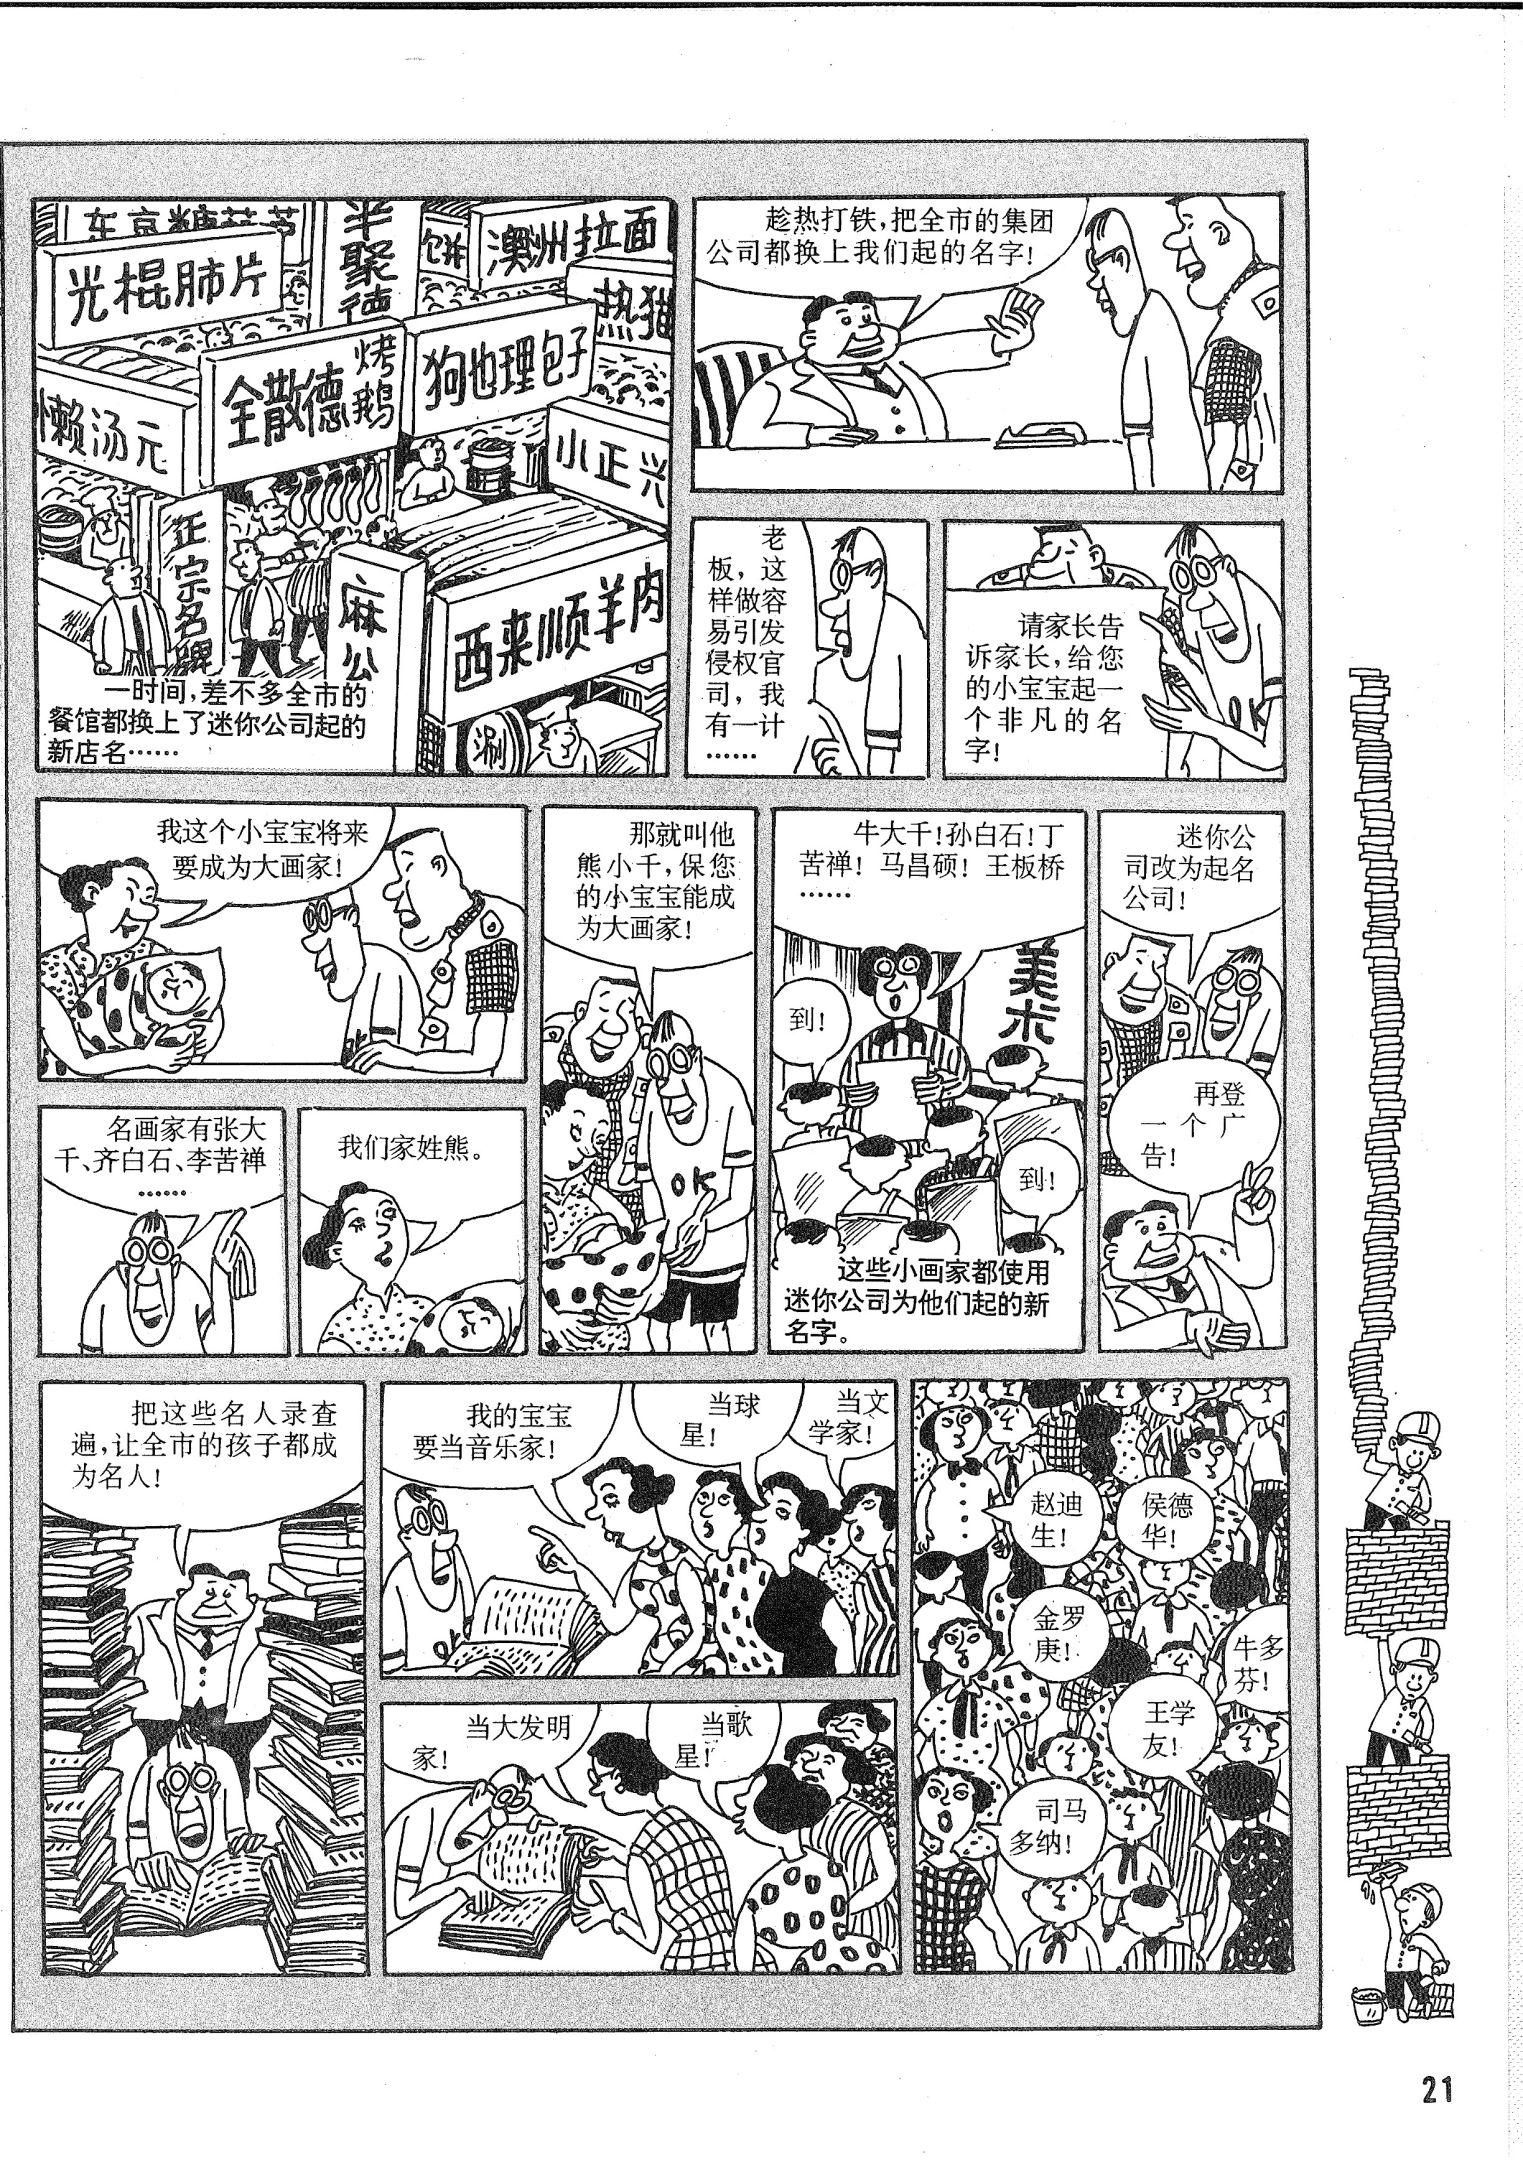 东京糖葫芦
半聚德
澳洲拉面
光棍肺片
热猫
全散德
烤鹅
狗也理包子
懒汤元
小正兴
正宗名牌
麻公
西来顺羊肉
涮
一时间，差不多全市的
餐馆都换上了迷你公司起的
新店名……
趁热打铁，把全市的集团
公司都换上我们起的名字！
老
板，这
样做容
易引发
侵权官
司，我
有一计
……
请家长告
诉家长，给您
的小宝宝起一
个非凡的名
字！
OK
我这个小宝宝将来
要成为大画家！
名画家有张大
千、齐白石、李苦禅
……
我们家姓熊。
那就叫他
熊小千，保您
的小宝宝能成
为大画家！
OK
牛大千！孙白石！丁
苦禅！马昌硕！王板桥
……
美术
到！
到！
这些小画家都使用
迷你公司为他们起的新
名字。
迷你公
司改为起名
公司！
再登
一个广
告！
把这些名人录查
遍，让全市的孩子都成
为名人！
我的宝宝
要当音乐家！
当球
星！
当文
学家！
OK
当大发明
家！
当歌
星！
赵迪
生！
侯德
华！
金罗
庚！
牛多
芬！
王学
友！
司马
多纳！
21